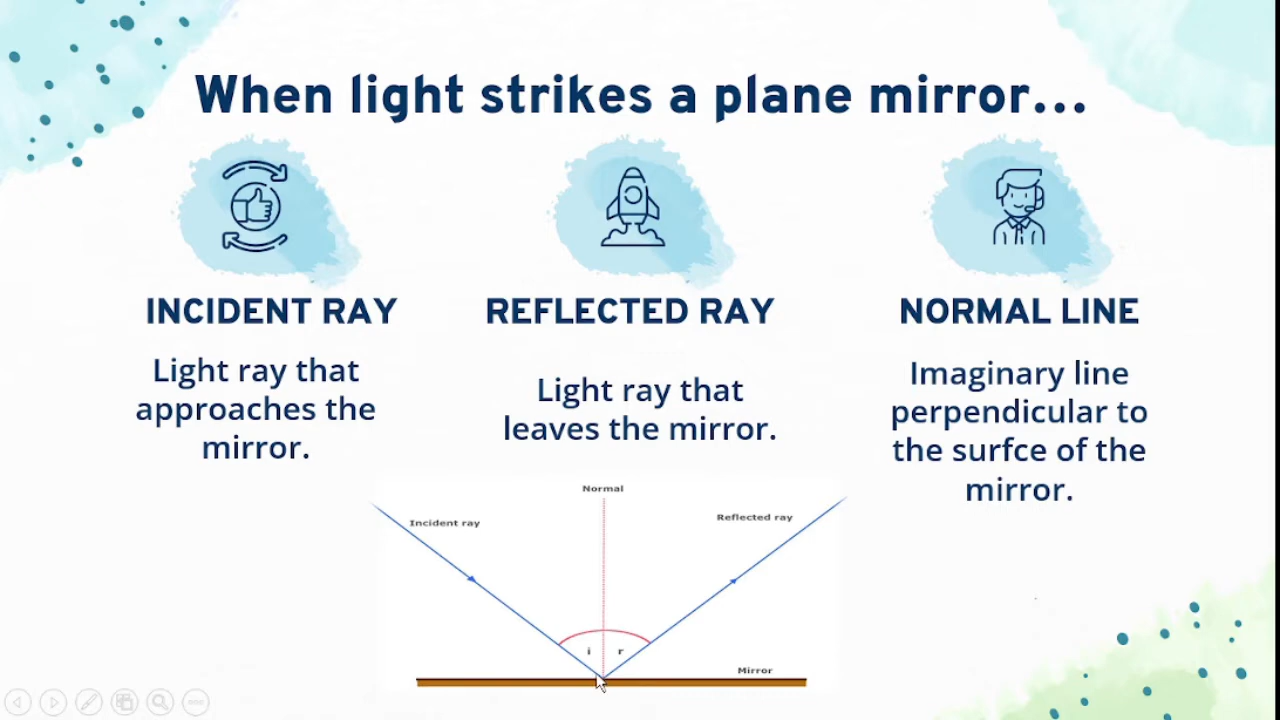 When light strikes a plane mirror...
INCIDENT RAY
Light ray that
approaches the
mirror.
REFLECTED RAY
Light ray that
leaves the mirror.
NORMAL LINE
Imaginary line
perpendicular to
the surfce of the
mirror.
Normal
Incident ray
Reflected ray
i
r
Mirror